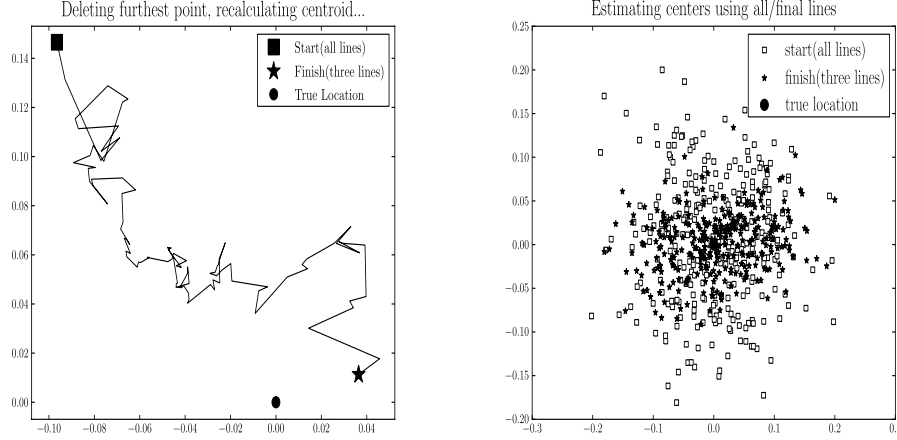 Deleting furthest point, recalculating centroid...
0.14
0.12
0.10
0.08
0.06
0.04
0.02
0.00
−0.10 −0.08 −0.06 −0.04 −0.02 0.00 0.02 0.04
Start(all lines)
Finish(three lines)
True Location
Estimating centers using all/final lines
0.25
0.20
0.15
0.10
0.05
0.00
−0.05
−0.10
−0.15
−0.20
−0.3 −0.2 −0.1 0.0 0.1 0.2 0.
start(all lines)
finish(three lines)
true location